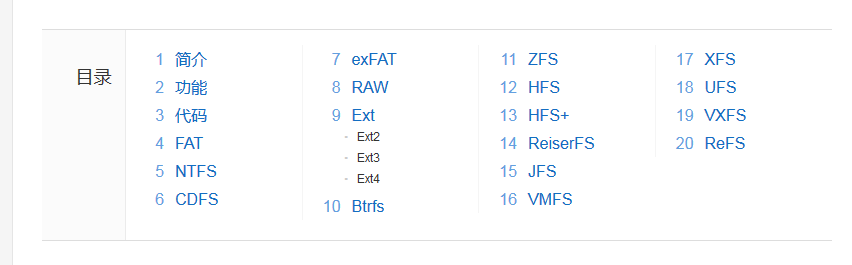 目录
1 简介
2 功能
3 代码
4 FAT
5 NTFS
6 CDFS
7 exFAT
8 RAW
9 Ext
- Ext2
- Ext3
- Ext4
10 Btrfs
11 ZFS
12 HFS
13 HFS+
14 ReiserFS
15 JFS
16 VMFS
17 XFS
18 UFS
19 VXFS
20 ReFS